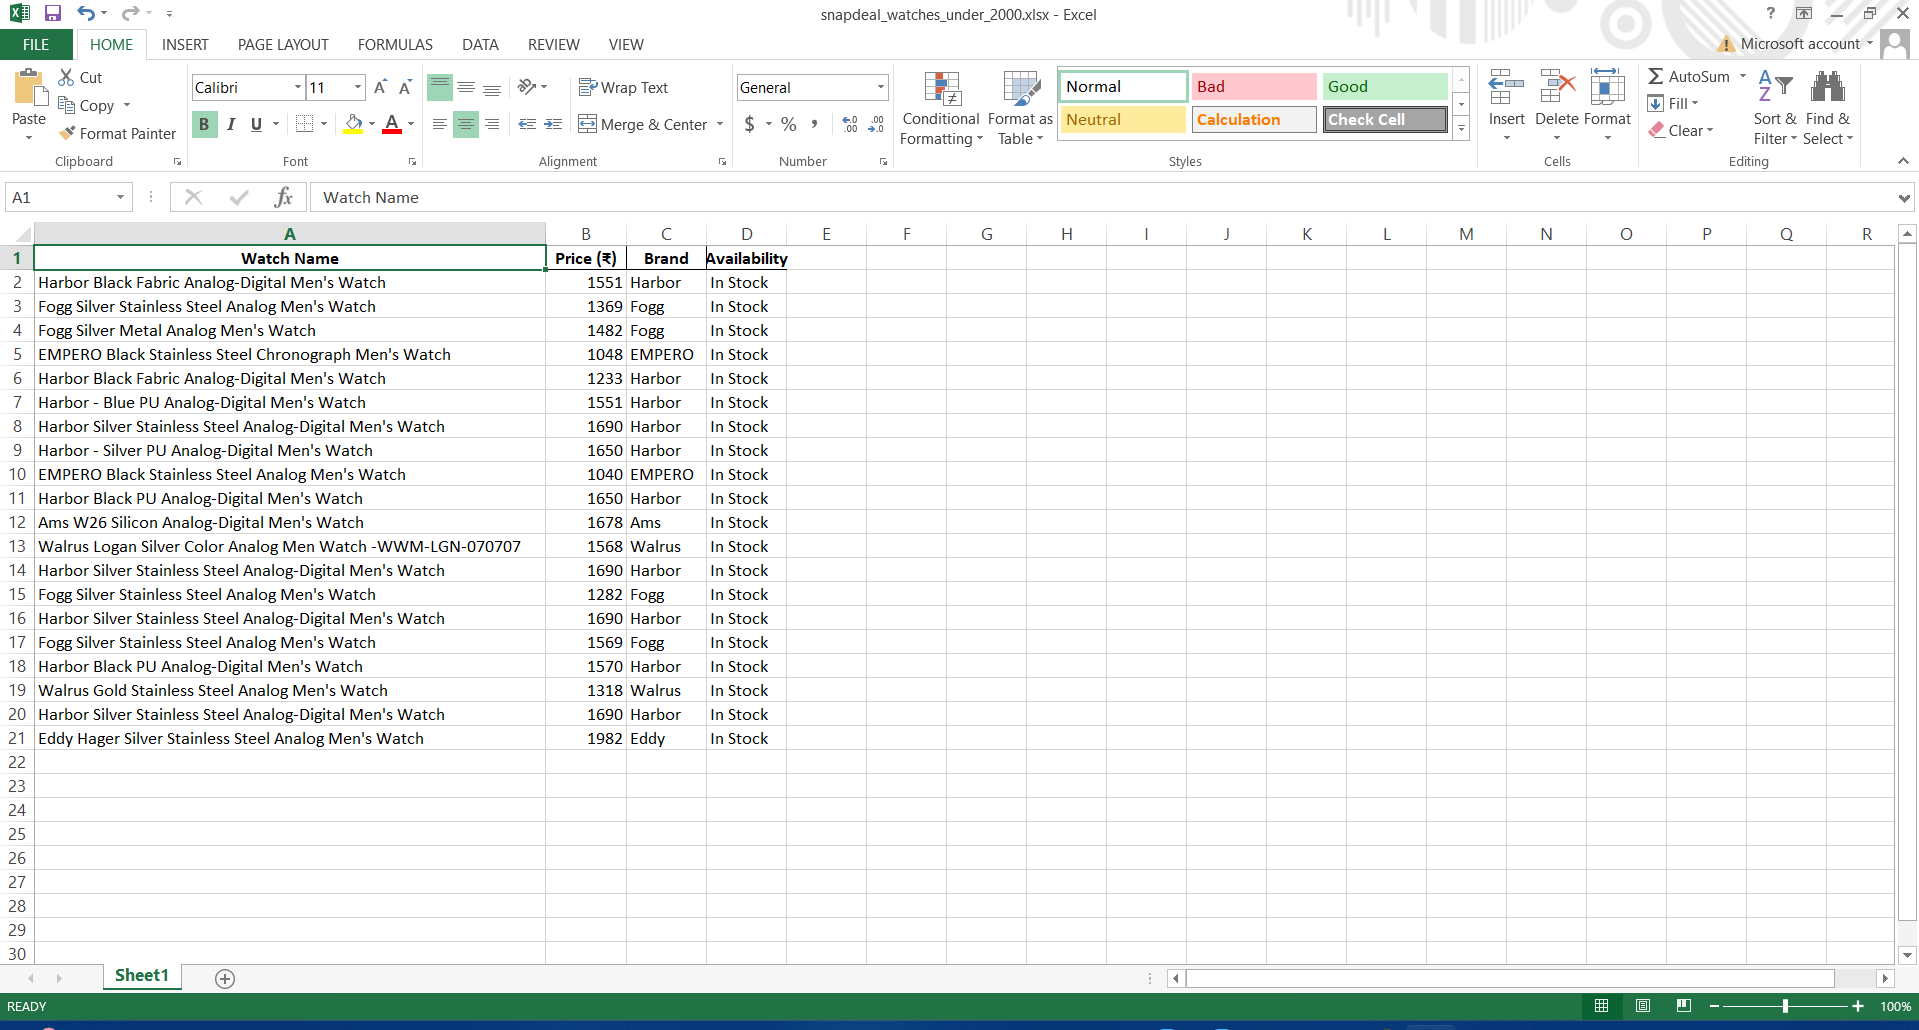 snapdeal_watches_under_2000.xlsx - Excel
?
FILE HOME INSERT PAGE LAYOUT FORMULAS DATA REVIEW VIEW Microsoft account
Paste
Cut
Copy
Format Painter
Clipboard
Calibri 11
B I U
Font
Wrap Text
Merge & Center
Alignment
General
$ % ,
Number
Conditional Formatting
Format as Table
Normal Bad Good
Neutral Calculation Check Cell
Styles
Insert Delete Format
Cells
AutoSum
Fill
Clear
Sort & Filter
Find & Select
Editing
A1 fx Watch Name
A B C D E F G H I J K L M N O P Q R
1 Watch Name Price (₹) Brand Availability
2 Harbor Black Fabric Analog-Digital Men's Watch 1551 Harbor In Stock
3 Fogg Silver Stainless Steel Analog Men's Watch 1369 Fogg In Stock
4 Fogg Silver Metal Analog Men's Watch 1482 Fogg In Stock
5 EMPERO Black Stainless Steel Chronograph Men's Watch 1048 EMPERO In Stock
6 Harbor Black Fabric Analog-Digital Men's Watch 1233 Harbor In Stock
7 Harbor - Blue PU Analog-Digital Men's Watch 1551 Harbor In Stock
8 Harbor Silver Stainless Steel Analog-Digital Men's Watch 1690 Harbor In Stock
9 Harbor - Silver PU Analog-Digital Men's Watch 1650 Harbor In Stock
10 EMPERO Black Stainless Steel Analog Men's Watch 1040 EMPERO In Stock
11 Harbor Black PU Analog-Digital Men's Watch 1650 Harbor In Stock
12 Ams W26 Silicon Analog-Digital Men's Watch 1678 Ams In Stock
13 Walrus Logan Silver Color Analog Men Watch -WWM-LGN-070707 1568 Walrus In Stock
14 Harbor Silver Stainless Steel Analog-Digital Men's Watch 1690 Harbor In Stock
15 Fogg Silver Stainless Steel Analog Men's Watch 1282 Fogg In Stock
16 Harbor Silver Stainless Steel Analog-Digital Men's Watch 1690 Harbor In Stock
17 Fogg Silver Stainless Steel Analog Men's Watch 1569 Fogg In Stock
18 Harbor Black PU Analog-Digital Men's Watch 1570 Harbor In Stock
19 Walrus Gold Stainless Steel Analog Men's Watch 1318 Walrus In Stock
20 Harbor Silver Stainless Steel Analog-Digital Men's Watch 1690 Harbor In Stock
21 Eddy Hager Silver Stainless Steel Analog Men's Watch 1982 Eddy In Stock
22
23
24
25
26
27
28
29
30
Sheet1
READY 100%